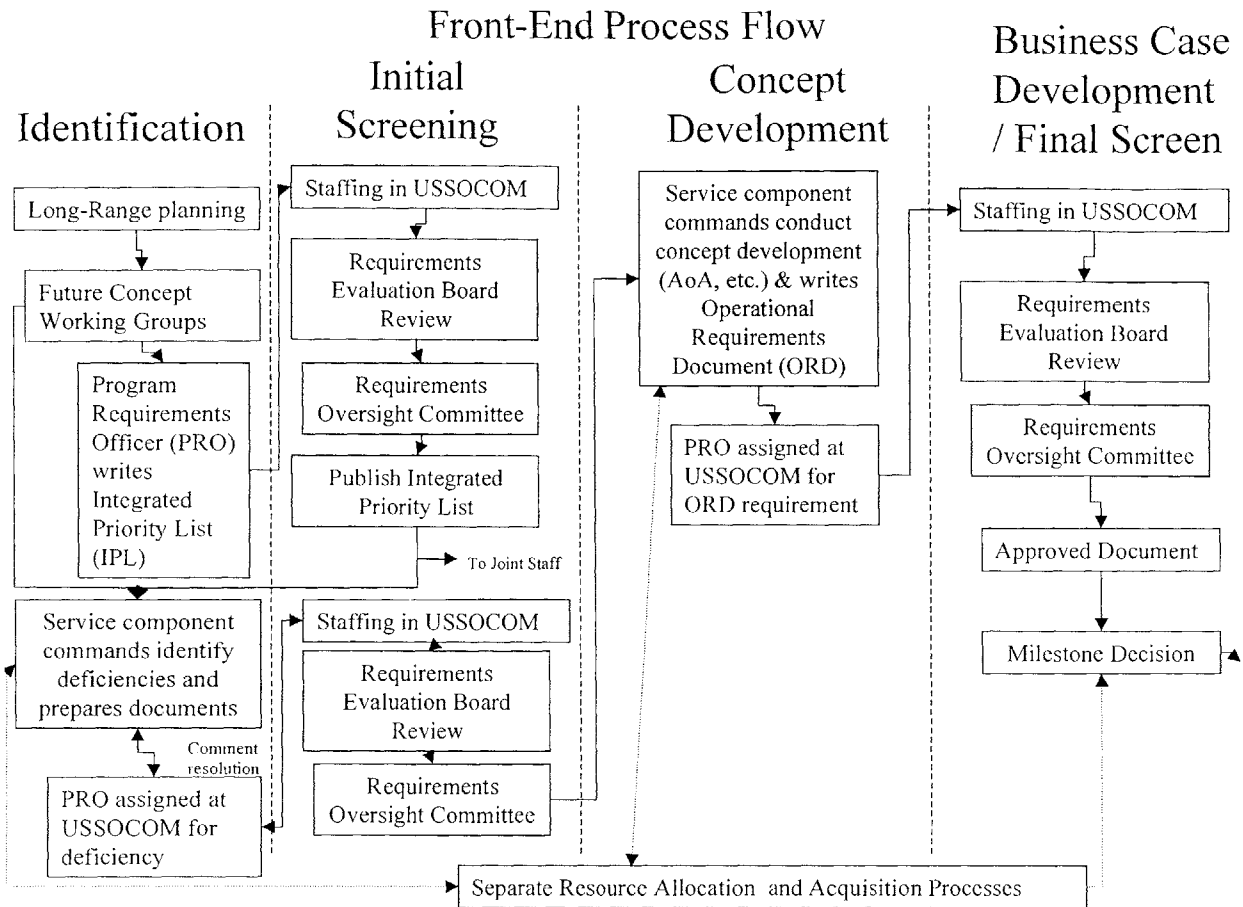 Front-End Process Flow
Identification
Initial
Screening
Concept
Development
Business Case
Development
/ Final Screen
Long-Range planning
Future Concept
Working Groups
Program
Requirements
Officer (PRO)
writes
Integrated
Priority List
(IPL)
Service component
commands identify
deficiencies and
prepares documents
Comment
resolution
PRO assigned at
USSOCOM for
deficiency
Staffing in USSOCOM
Requirements
Evaluation Board
Review
Requirements
Oversight Committee
Publish Integrated
Priority List
To Joint Staff
Staffing in USSOCOM
Requirements
Evaluation Board
Review
Requirements
Oversight Committee
Service component
commands conduct
concept development
(AoA, etc.) & writes
Operational
Requirements
Document (ORD)
PRO assigned at
USSOCOM for
ORD requirement
Staffing in USSOCOM
Requirements
Evaluation Board
Review
Requirements
Oversight Committee
Approved Document
Milestone Decision
Separate Resource Allocation and Acquisition Processes